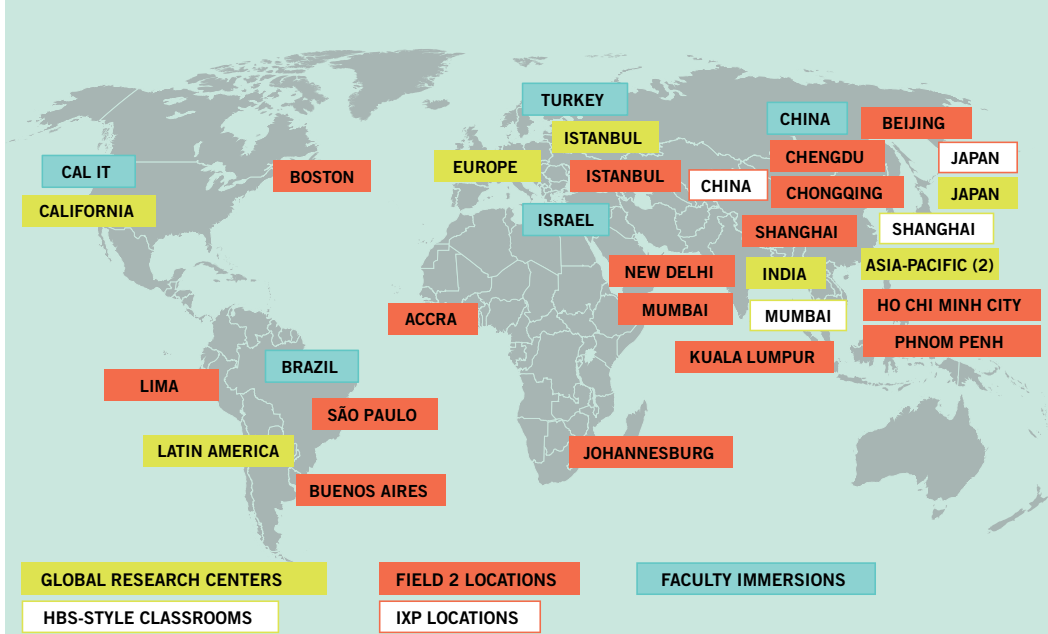 TURKEY
CHINA
BEIJING
ISTANBUL
EUROPE
CHENGDU
JAPAN
CAL IT
BOSTON
ISTANBUL
CHINA
CHONGQING
JAPAN
CALIFORNIA
ISRAEL
SHANGHAI
SHANGHAI
NEW DELHI
INDIA
ASIA-PACIFIC (2)
ACCRA
MUMBAI
MUMBAI
HO CHI MINH CITY
PHNOM PENH
KUALA LUMPUR
BRAZIL
LIMA
SÃO PAULO
LATIN AMERICA
JOHANNESBURG
BUENOS AIRES
GLOBAL RESEARCH CENTERS
FIELD 2 LOCATIONS
FACULTY IMMERSIONS
HBS-STYLE CLASSROOMS
IXP LOCATIONS